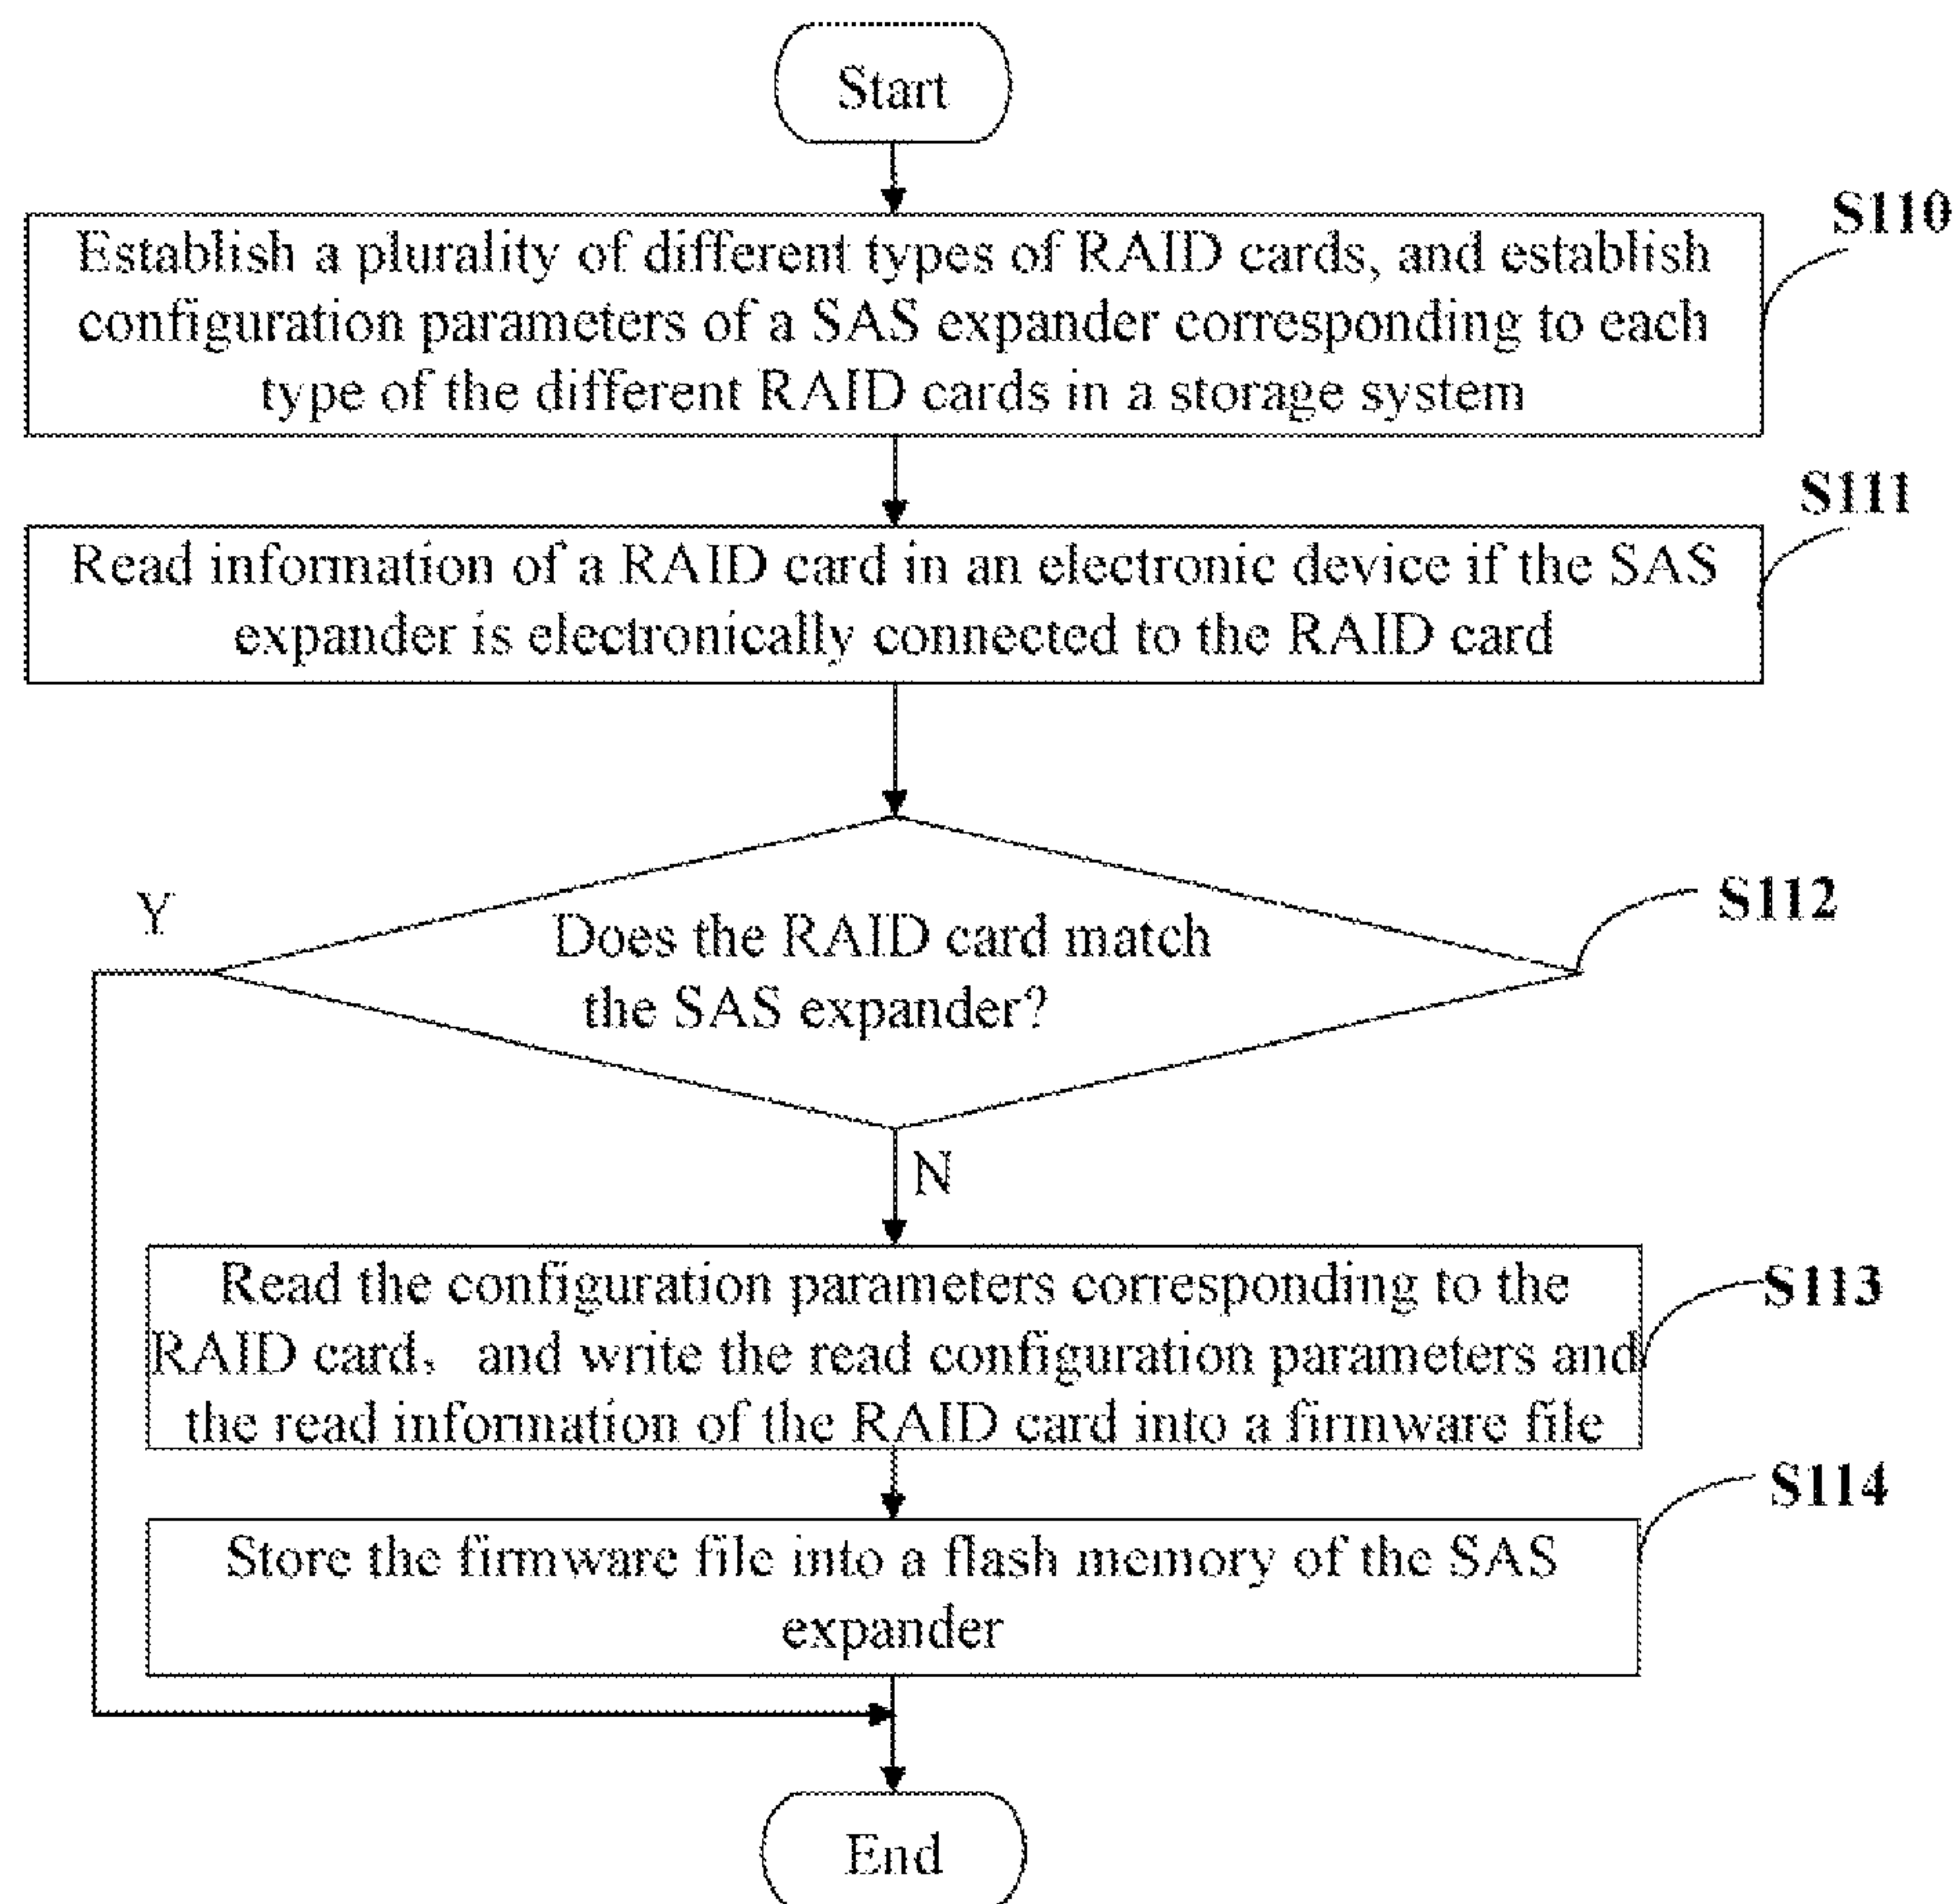 Start
S110
Establish a plurality of different types of RAID cards, and establish
configuration parameters of a SAS expander corresponding to each
type of the different RAID cards in a storage system
S111
Read information of a RAID card in an electronic device if the SAS
expander is electronically connected to the RAID card
Y
S112
Does the RAID card match
the SAS expander?
N
Read the configuration parameters corresponding to the
S113
RAID card, and write the read configuration parameters and
the read information of the RAID card into a firmware file
S114
Store the firmware file into a flash memory of the SAS
expander
End